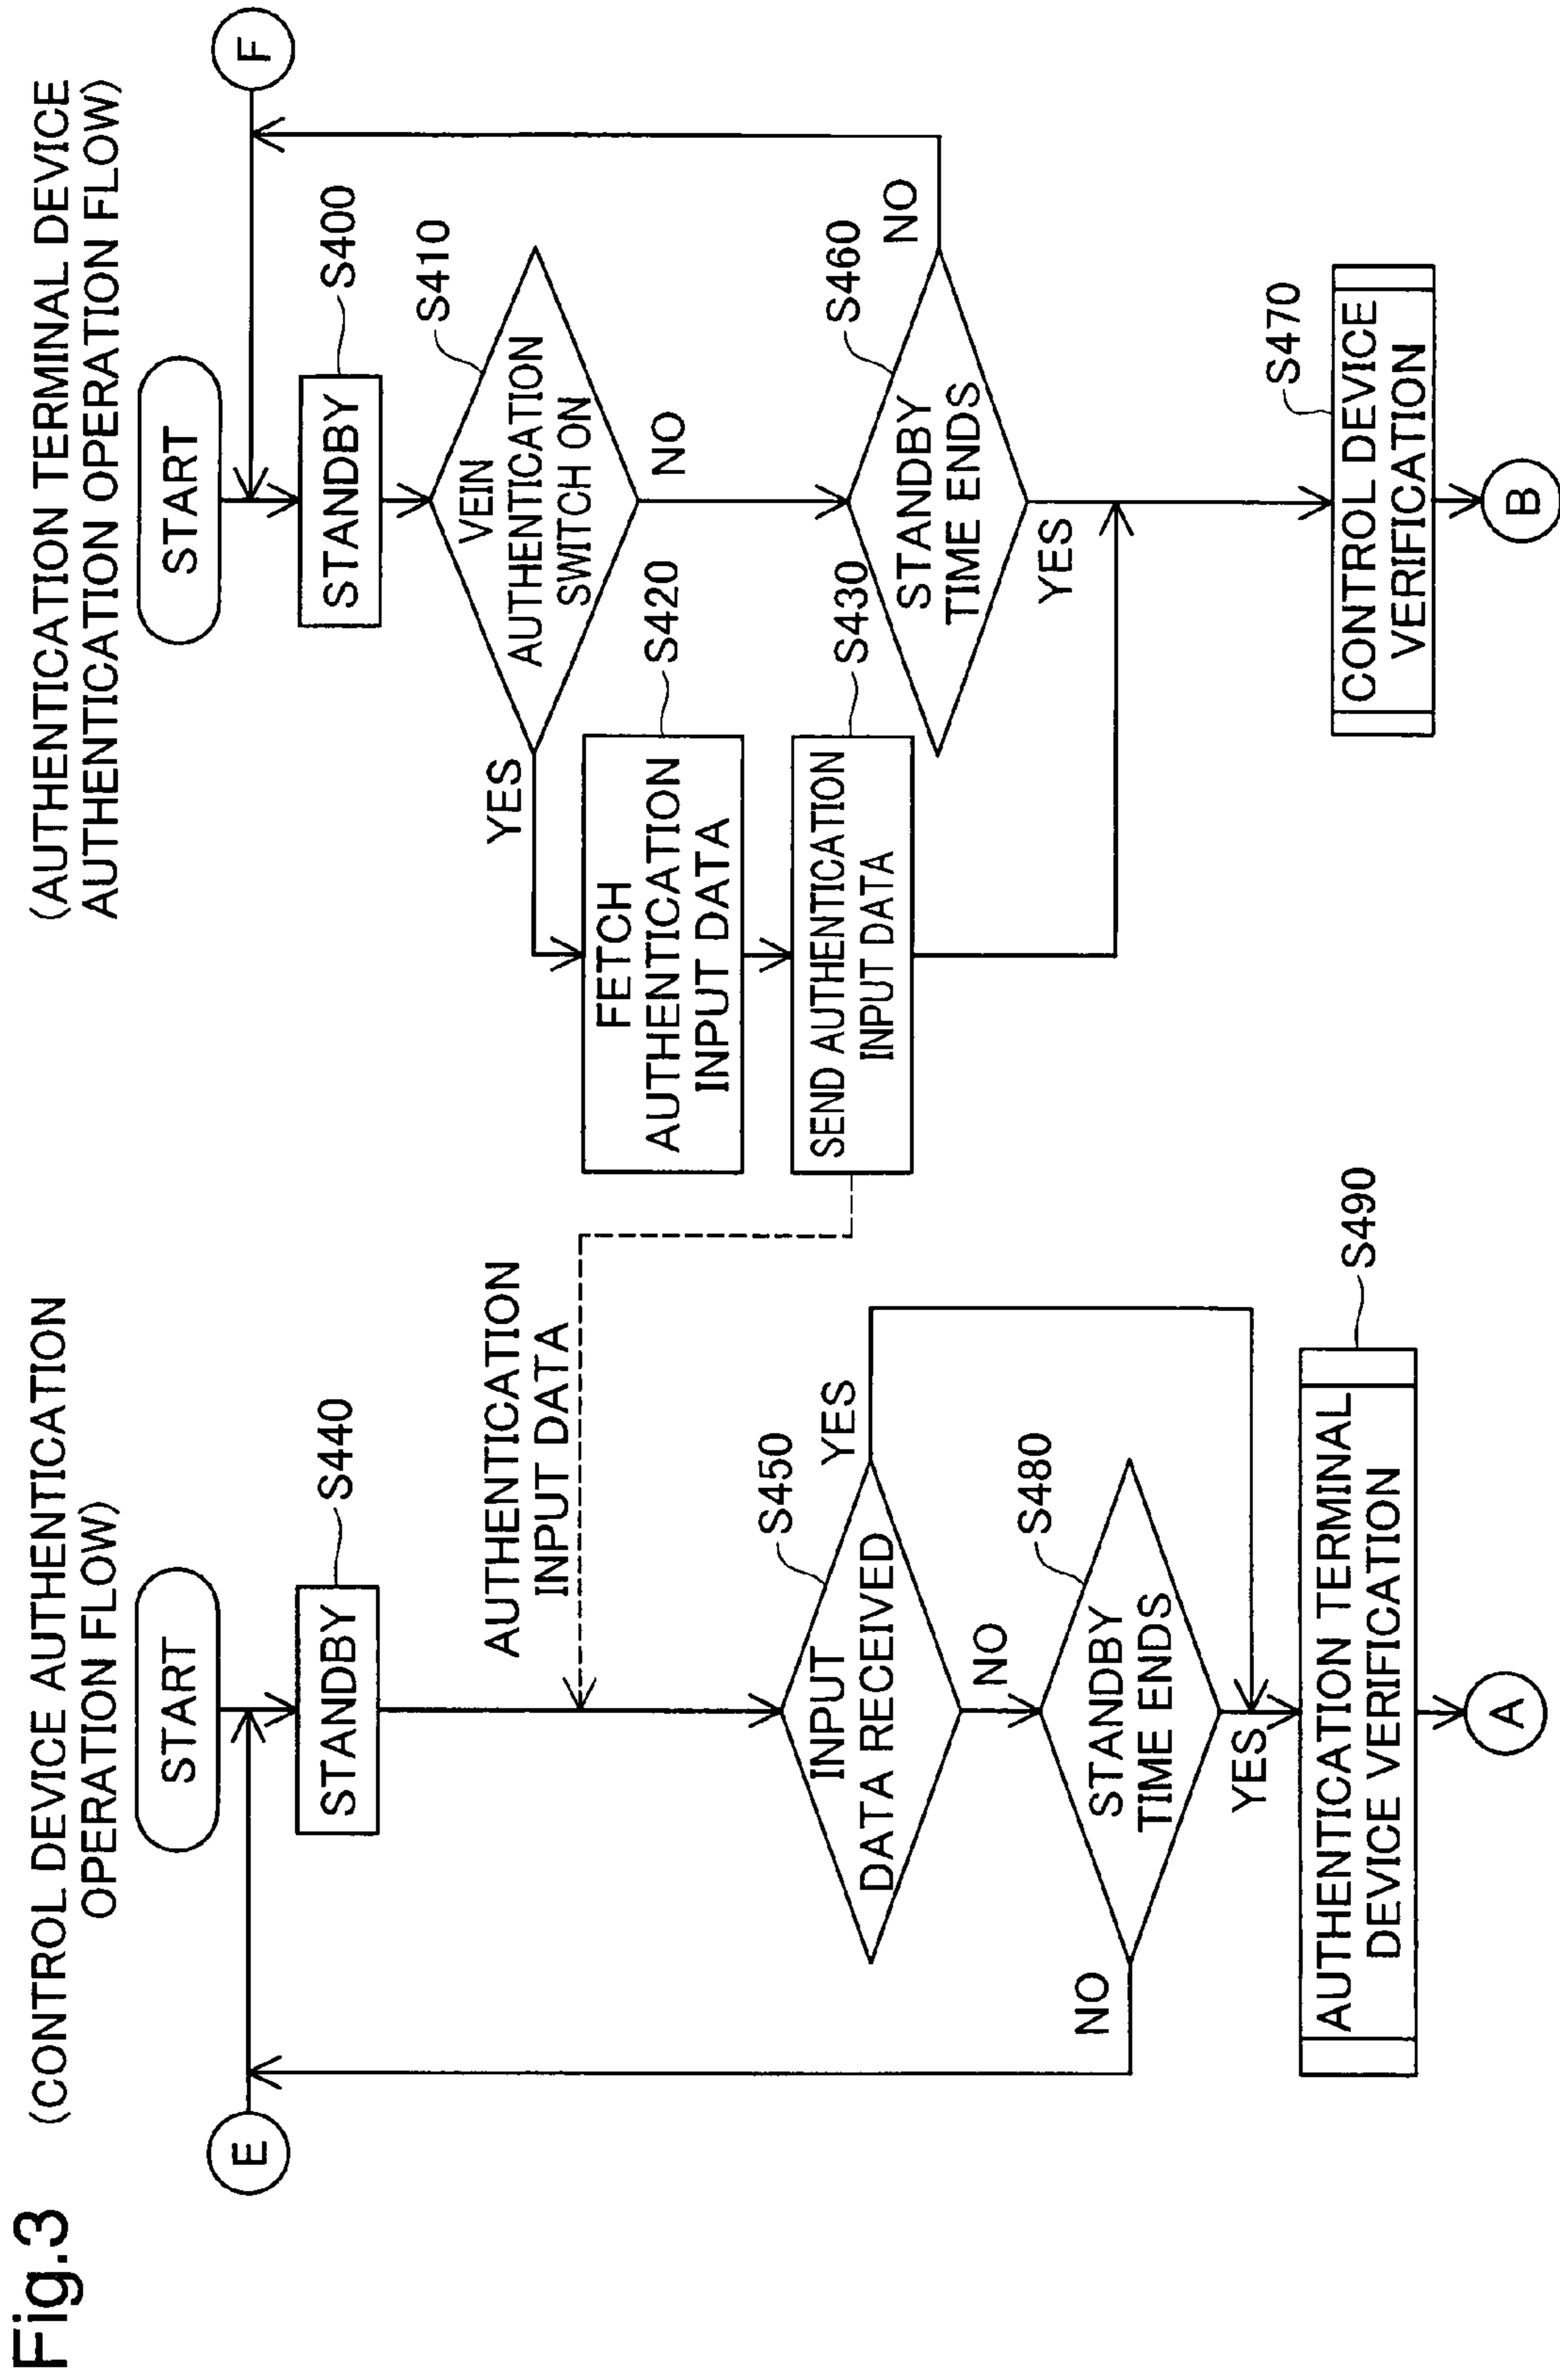 Fig.3
(CONTROL DEVICE AUTHENTICATION
OPERATION FLOW)
E
START
STANDBY
S440
AUTHENTICATION
INPUT DATA
INPUT
DATA RECEIVED
S450
YES
NO
STANDBY
TIME ENDS
S480
NO
YES
AUTHENTICATION TERMINAL
DEVICE VERIFICATION
S490
A
(AUTHENTICATION TERMINAL DEVICE
AUTHENTICATION OPERATION FLOW)
F
START
STANDBY
S400
VEIN
AUTHENTICATION
SWITCH ON
S410
YES
NO
FETCH
AUTHENTICATION
INPUT DATA
S420
SEND AUTHENTICATION
INPUT DATA
S430
STANDBY
TIME ENDS
S460
NO
YES
CONTROL DEVICE
VERIFICATION
S470
B